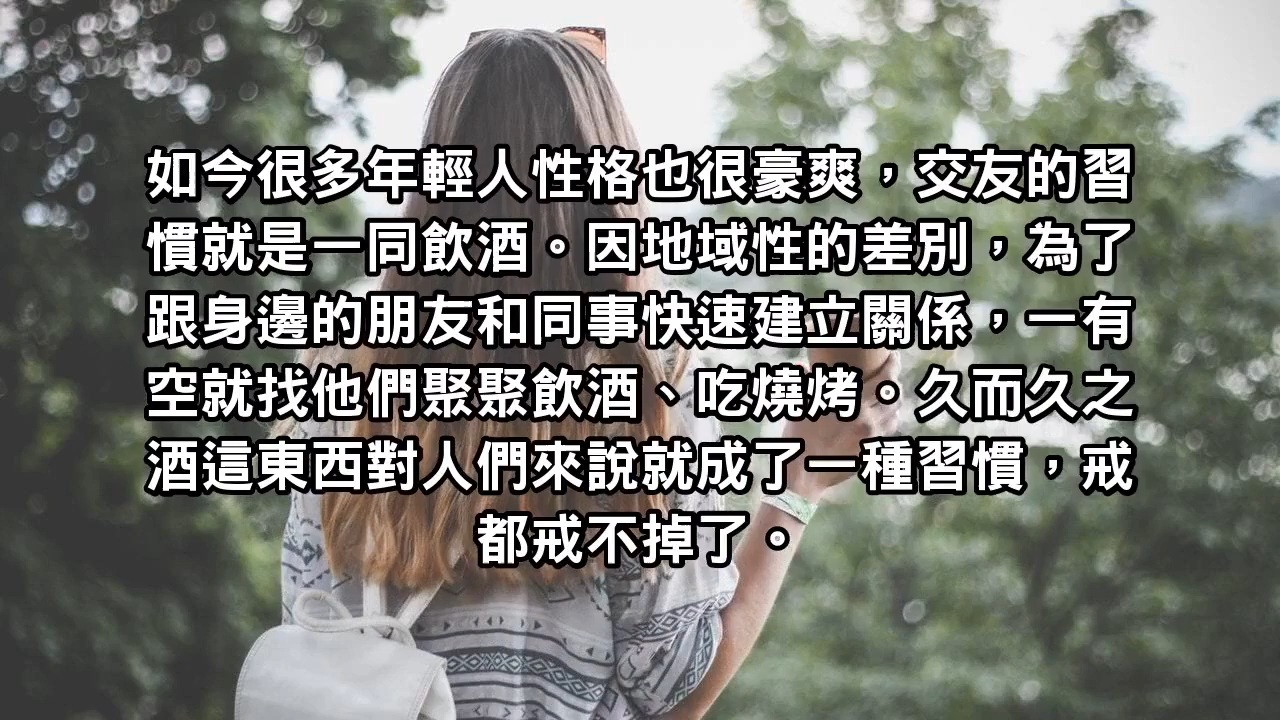 如今很多年輕人性格也很豪爽，交友的習
慣就是一同飲酒。因地域性的差別，為了
跟身邊的朋友和同事快速建立關係，一有
空就找他們聚聚飲酒、吃燒烤。久而久之
酒這東西對人們來說就成了一種習慣，戒
都戒不掉了。